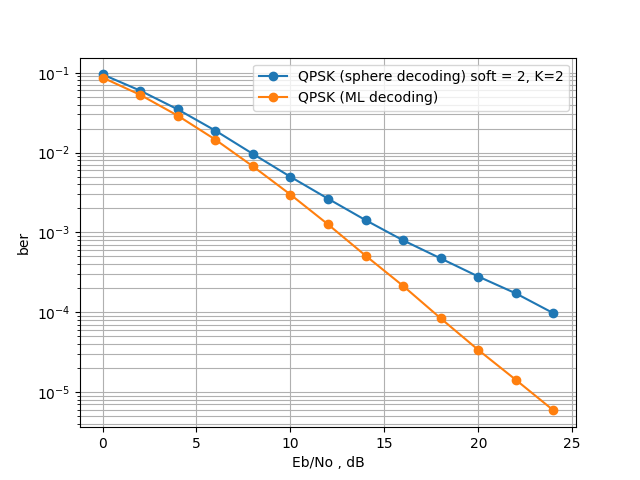 QPSK (sphere decoding) soft = 2, K=2
QPSK (ML decoding)
10⁻¹
10⁻²
10⁻³
10⁻⁴
10⁻⁵
ber
0 5 10 15 20 25
Eb/No , dB